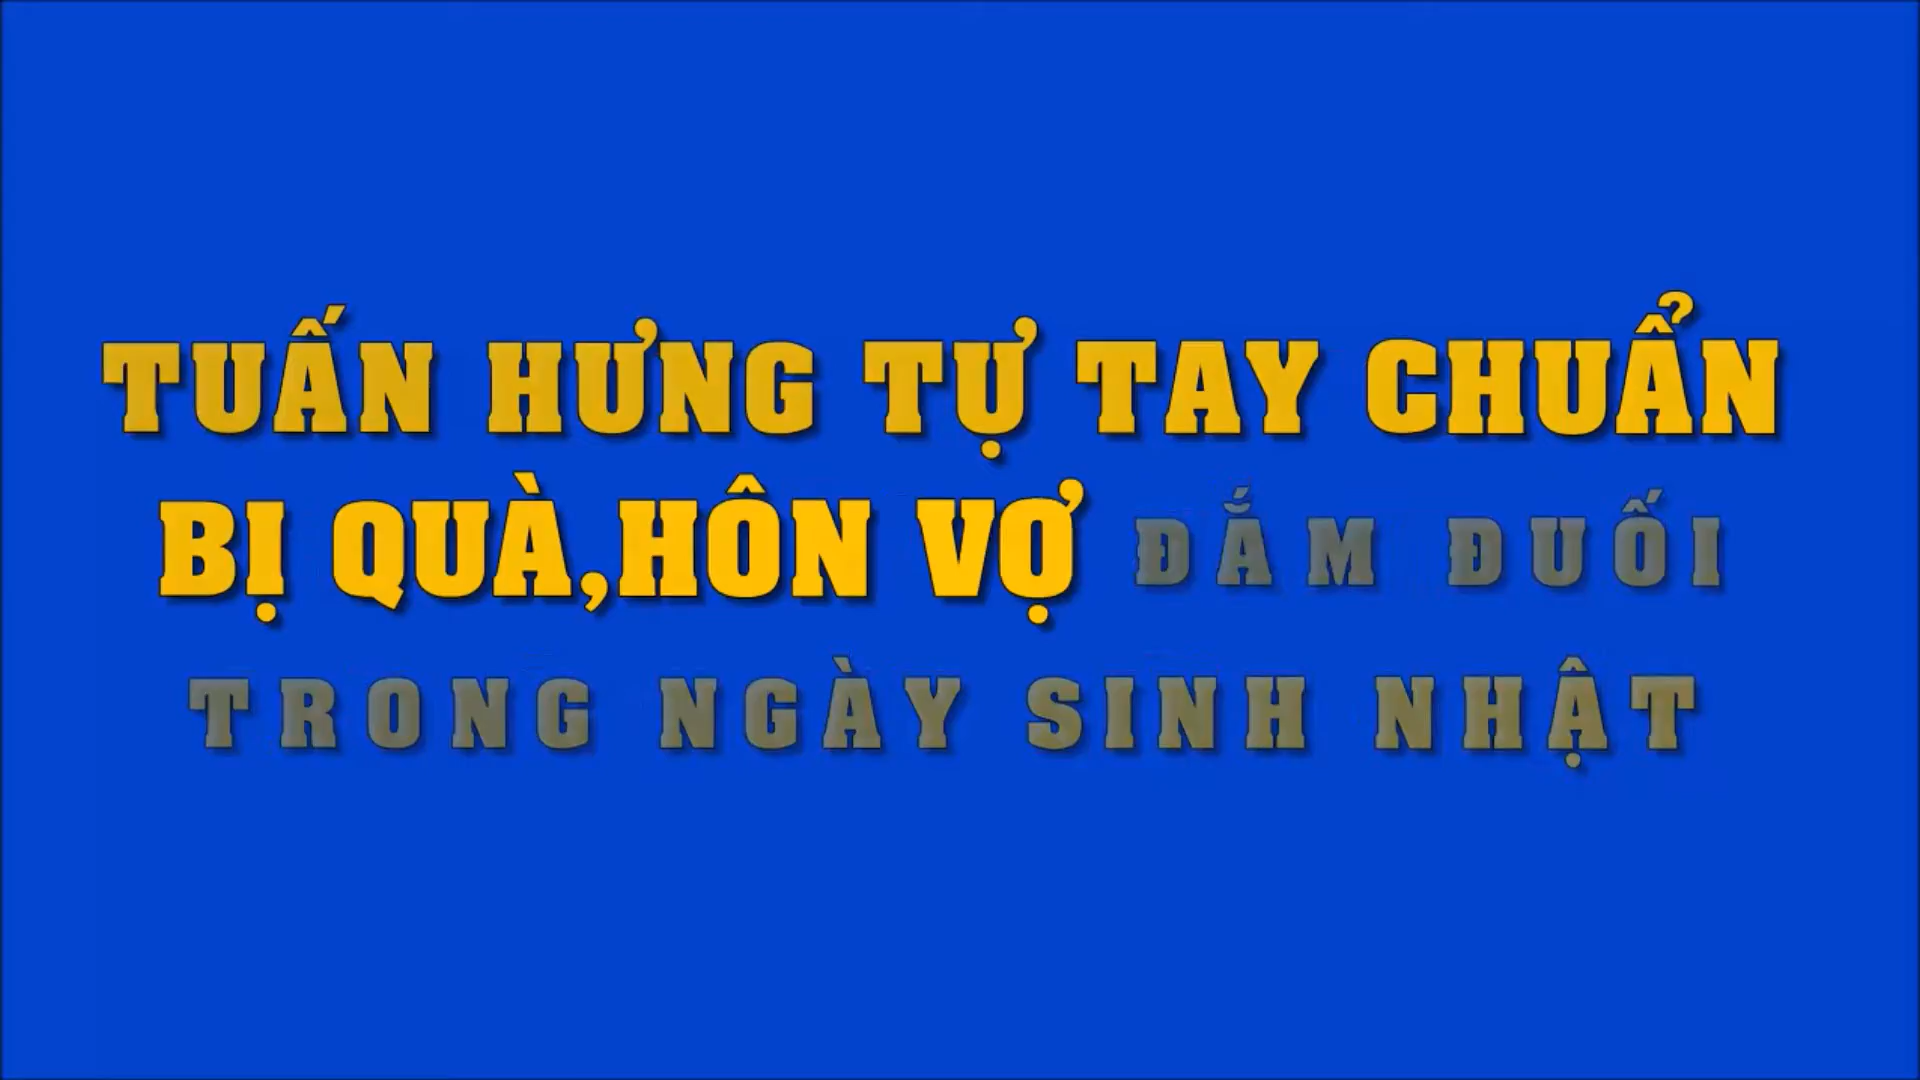 TUẤN HƯNG TỰ TAY CHUẨN
BỊ QUÀ,HÔN VỢ ĐẮM ĐUỐI
TRONG NGÀY SINH NHẬT